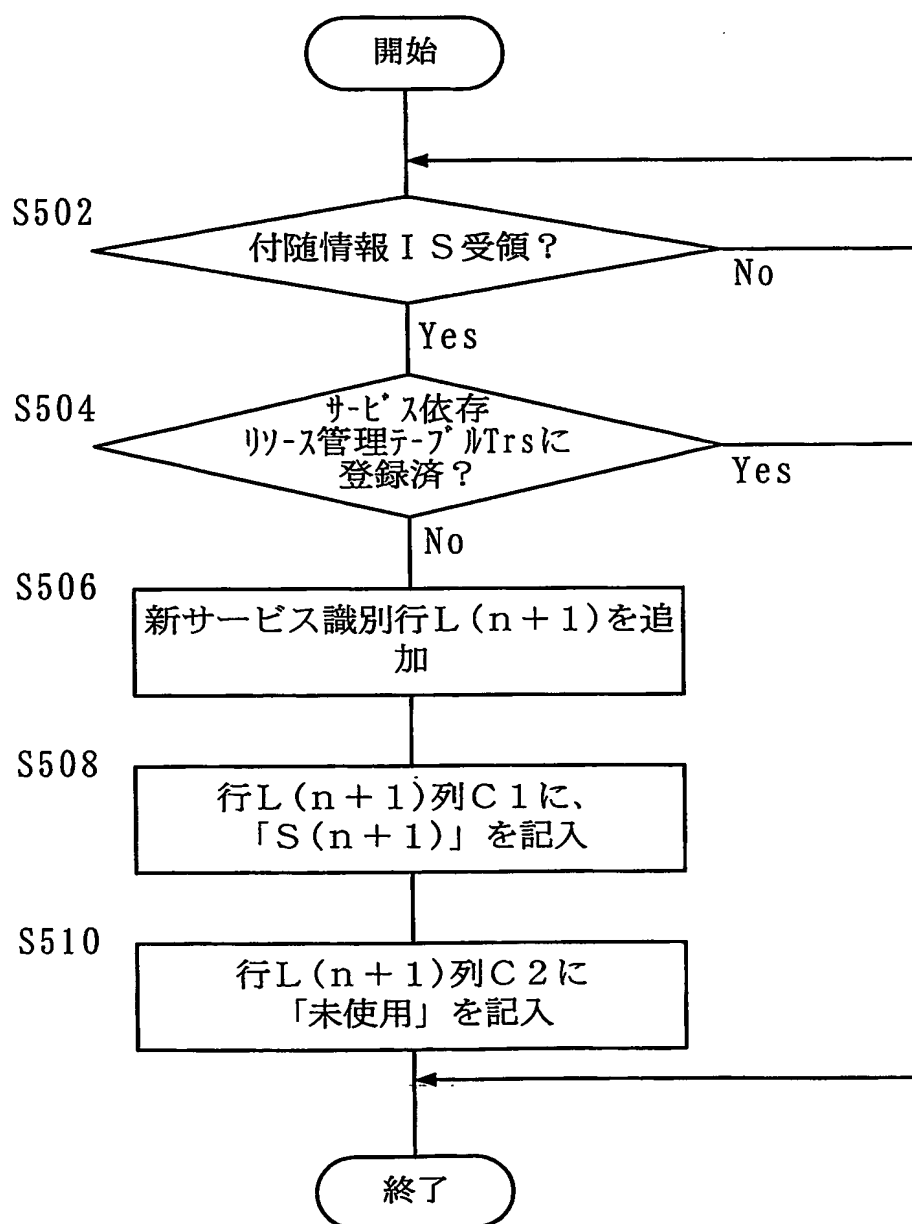 開始
S502
付随情報ＩＳ受領？
No
Yes
S504
ｻｰﾋﾞｽ依存
ﾘｿｰｽ管理ﾃｰﾌﾞﾙTrsに
登録済？
Yes
No
S506
新サービス識別行Ｌ(ｎ＋１)を追
加
S508
行Ｌ(ｎ＋１)列Ｃ１に、
「Ｓ(ｎ＋１)」を記入
S510
行Ｌ(ｎ＋１)列Ｃ２に
「未使用」を記入
終了